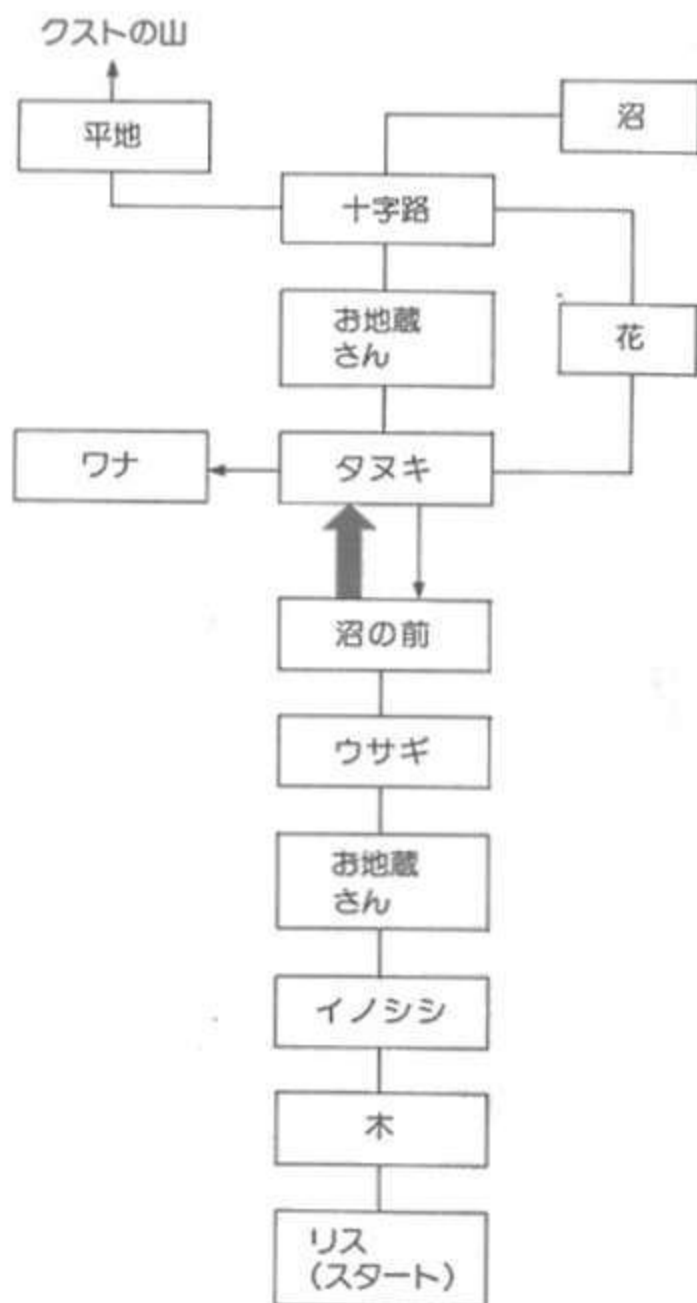 クストの山
平地
沼
十字路
お地蔵
さん
花
ワナ
タヌキ
沼の前
ウサギ
お地蔵
さん
イノシシ
木
リス
(スタート)